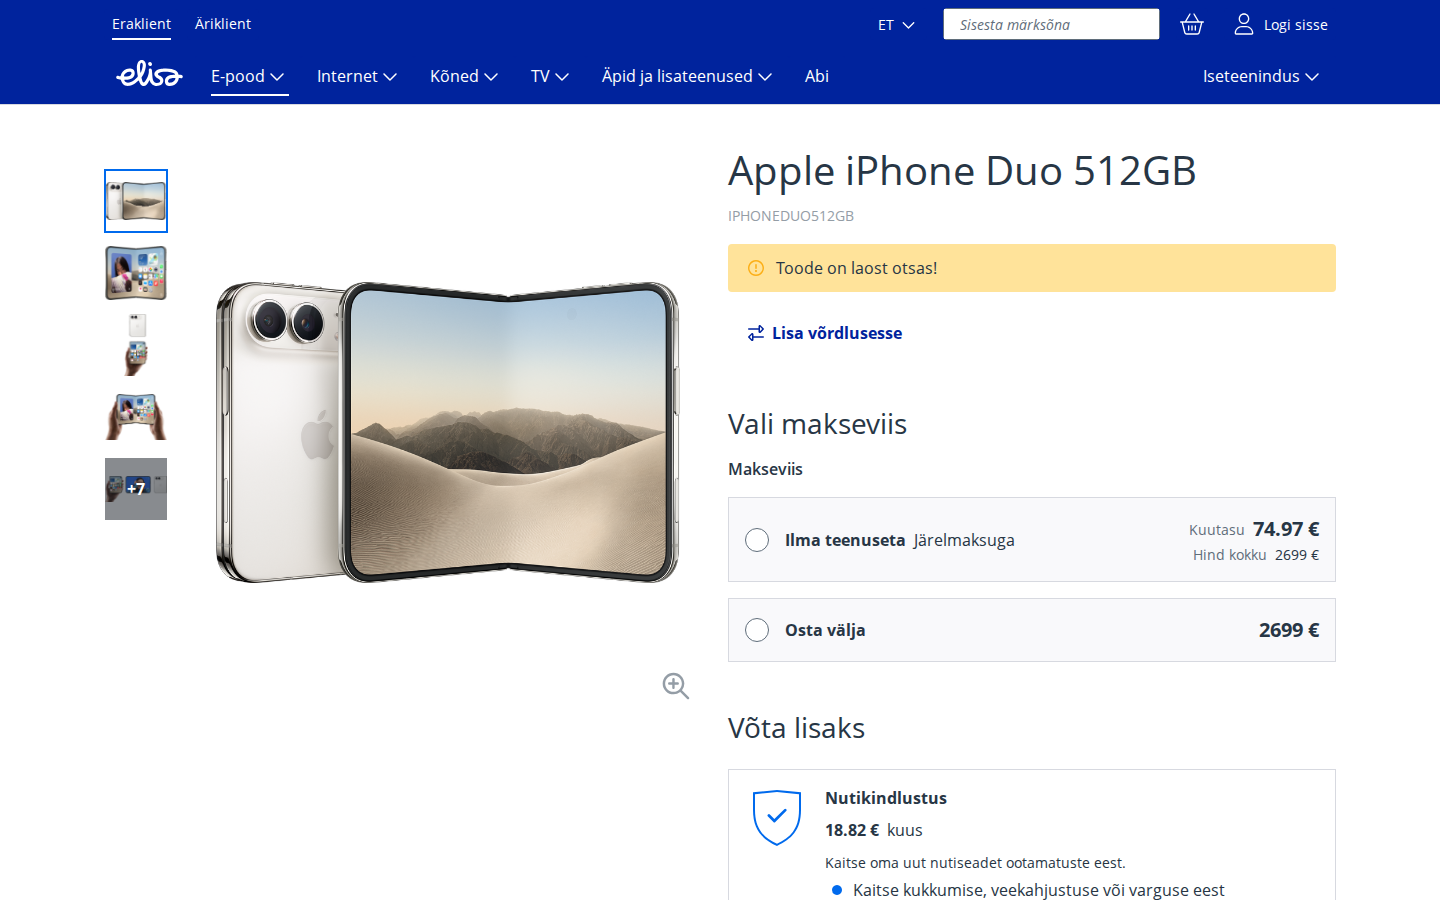 Eraklient
Äriklient
ET
Sisesta märksõna
Logi sisse
elisa
E-pood
Internet
Kõned
TV
Äpid ja lisateenused
Abi
Iseteenindus
+7
Apple iPhone Duo 512GB
IPHONEDUO512GB
Toode on laost otsas!
Lisa võrdlusesse
Vali makseviis
Makseviis
Ilma teenuseta Järelmaksuga
Kuutasu 74.97 €
Hind kokku 2699 €
Osta välja
2699 €
Võta lisaks
Nutikindlustus
18.82 € kuus
Kaitse oma uut nutiseadet ootamatuste eest.
Kaitse kukkumise, veekahjustuse või varguse eest